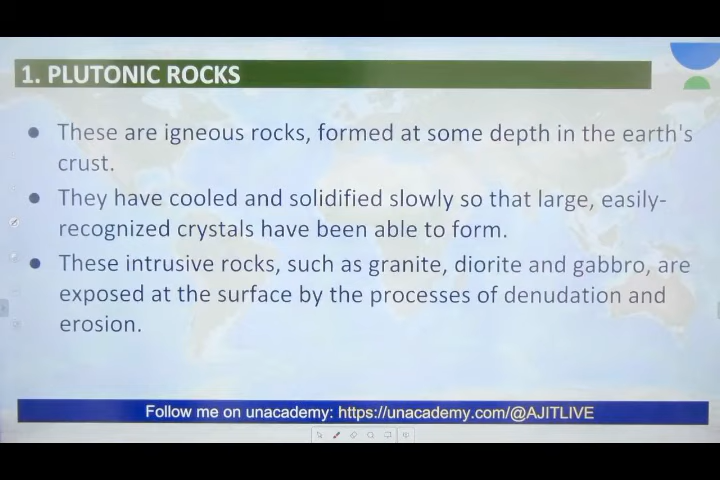 1. PLUTONIC ROCKS
● These are igneous rocks, formed at some depth in the earth's
crust.
● They have cooled and solidified slowly so that large, easily-
recognized crystals have been able to form.
● These intrusive rocks, such as granite, diorite and gabbro, are
exposed at the surface by the processes of denudation and
erosion.
Follow me on unacademy: https://unacademy.com/@AJITLIVE